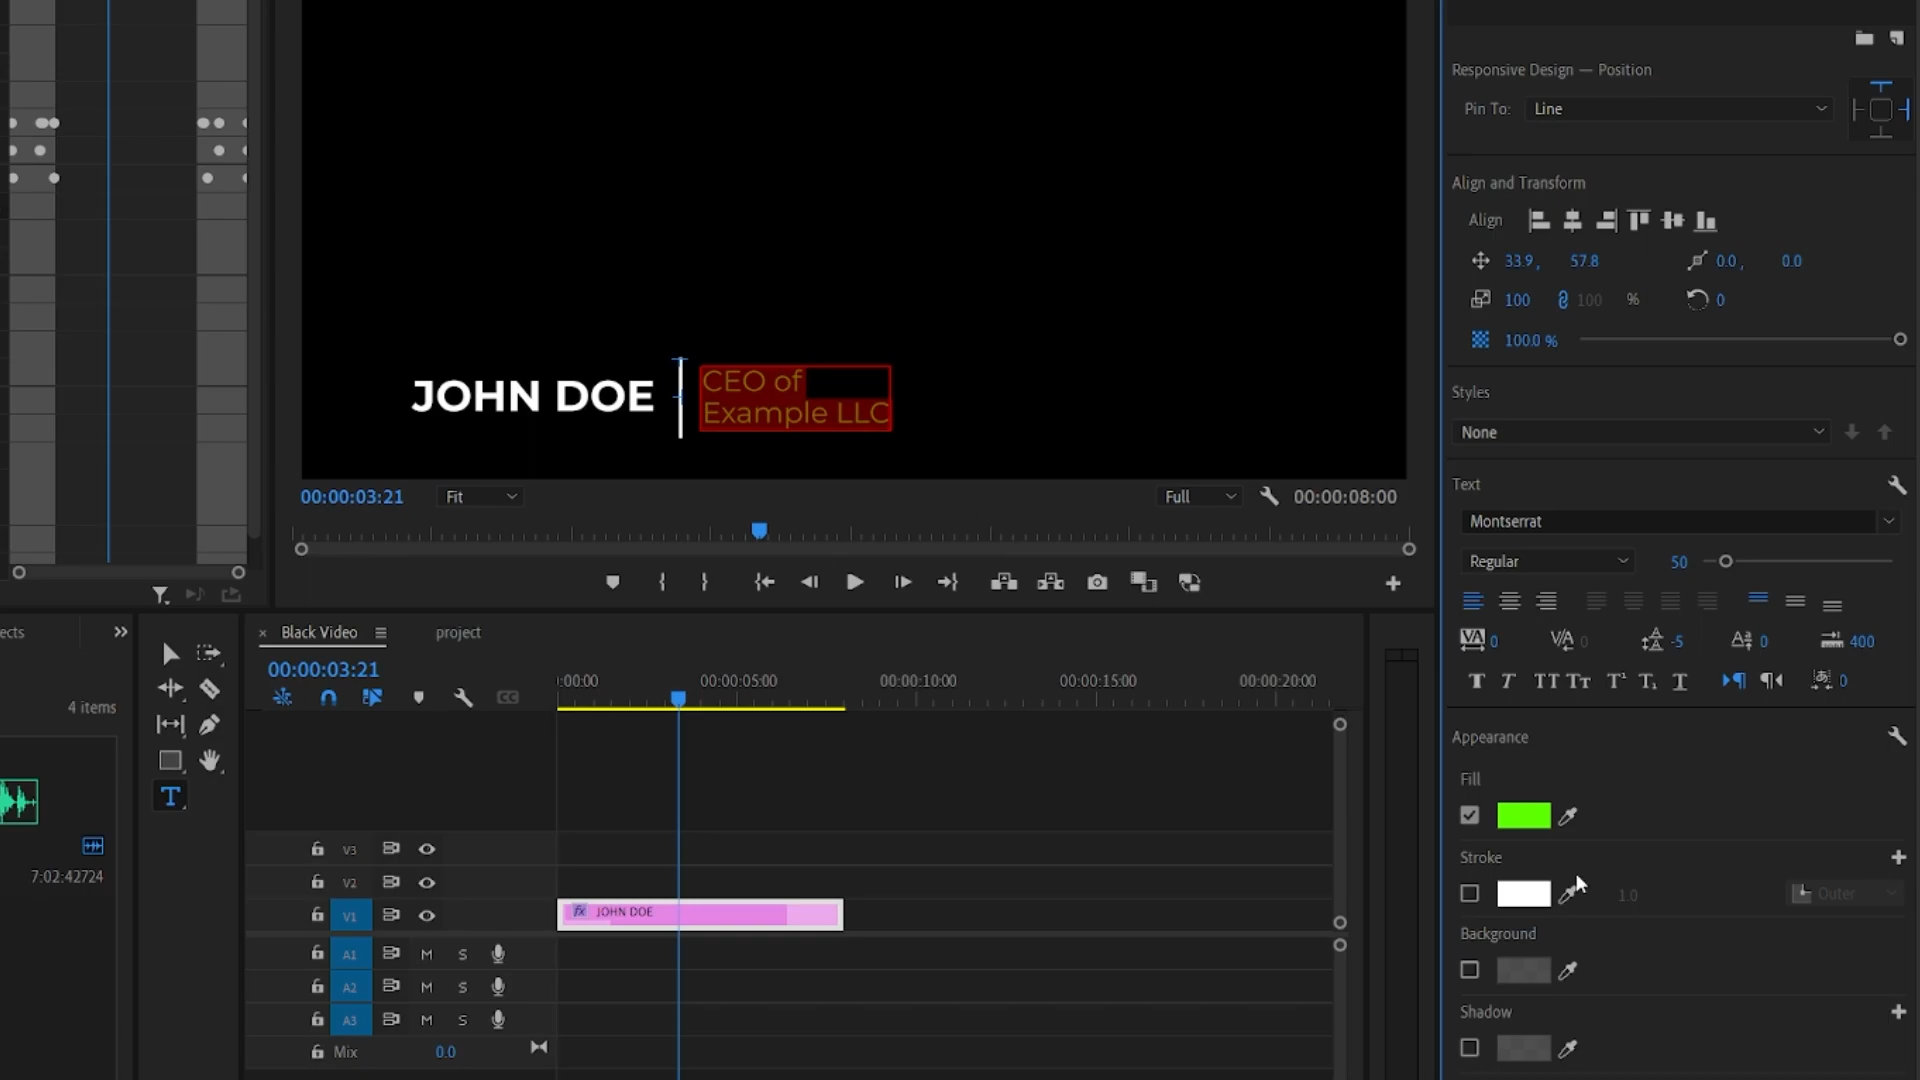 Responsive Design — Position
Pin To: Line
Align and Transform
Align
33.9, 57.8 0.0, 0.0
100 100 % 0
100.0 %
Styles
None
Text
Montserrat
Regular 50
0 0 -5 0 400
Appearance
Fill
Stroke
1.0 Outer
Background
Shadow
JOHN DOE
CEO of
Example LLC
00:00:03:21 Fit Full 00:00:08:00
ects
4 items
7:02:42724
× Black Video project
00:00:03:21
:00:00 00:00:05:00 00:00:10:00 00:00:15:00 00:00:20:00
V3
V2
V1 fx JOHN DOE
A1 M S
A2 M S
A3 M S
Mix 0.0